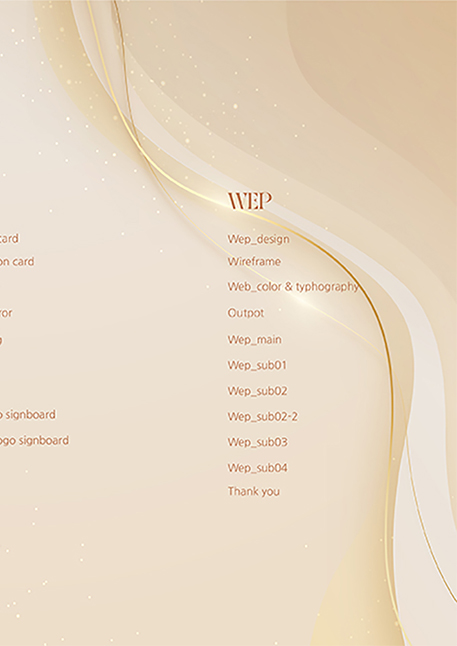 card
on card
ror
g
o signboard
ogo signboard
WEP
Wep_design
Wireframe
Web_color & typhography
Outpot
Wep_main
Wep_sub01
Wep_sub02
Wep_sub02-2
Wep_sub03
Wep_sub04
Thank you